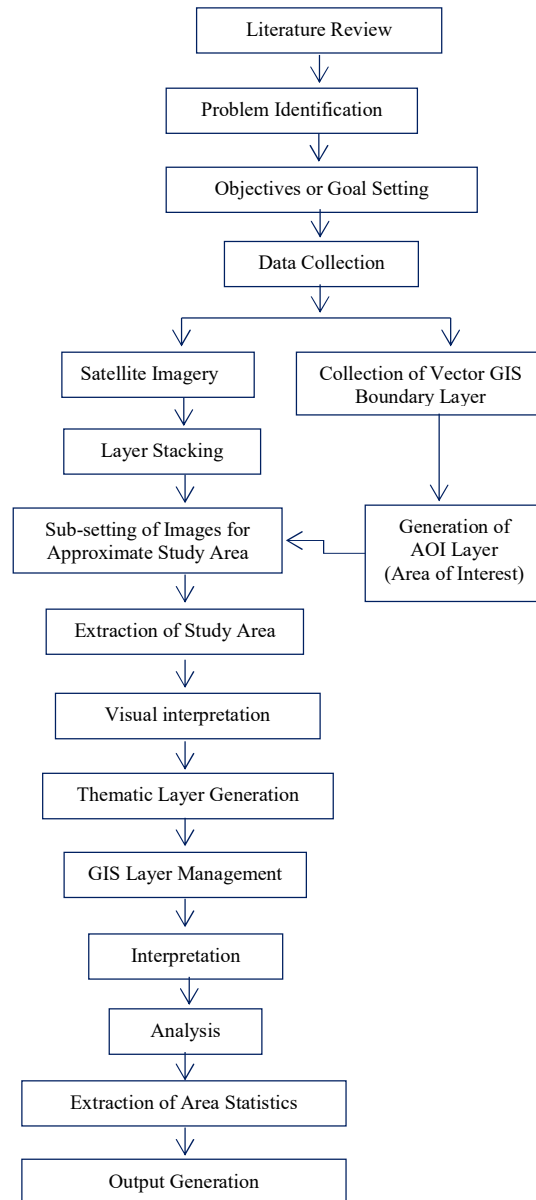 Literature Review
Problem Identification
Objectives or Goal Setting
Data Collection
Satellite Imagery
Collection of Vector GIS
Boundary Layer
Layer Stacking
Sub-setting of Images for
Approximate Study Area
Generation of
AOI Layer
(Area of Interest)
Extraction of Study Area
Visual interpretation
Thematic Layer Generation
GIS Layer Management
Interpretation
Analysis
Extraction of Area Statistics
Output Generation